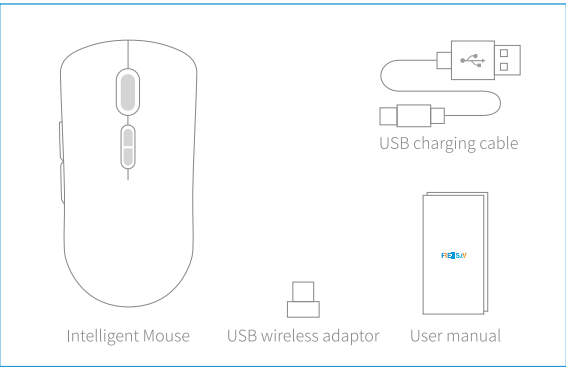 USB charging cable
Intelligent Mouse
USB wireless adaptor
User manual